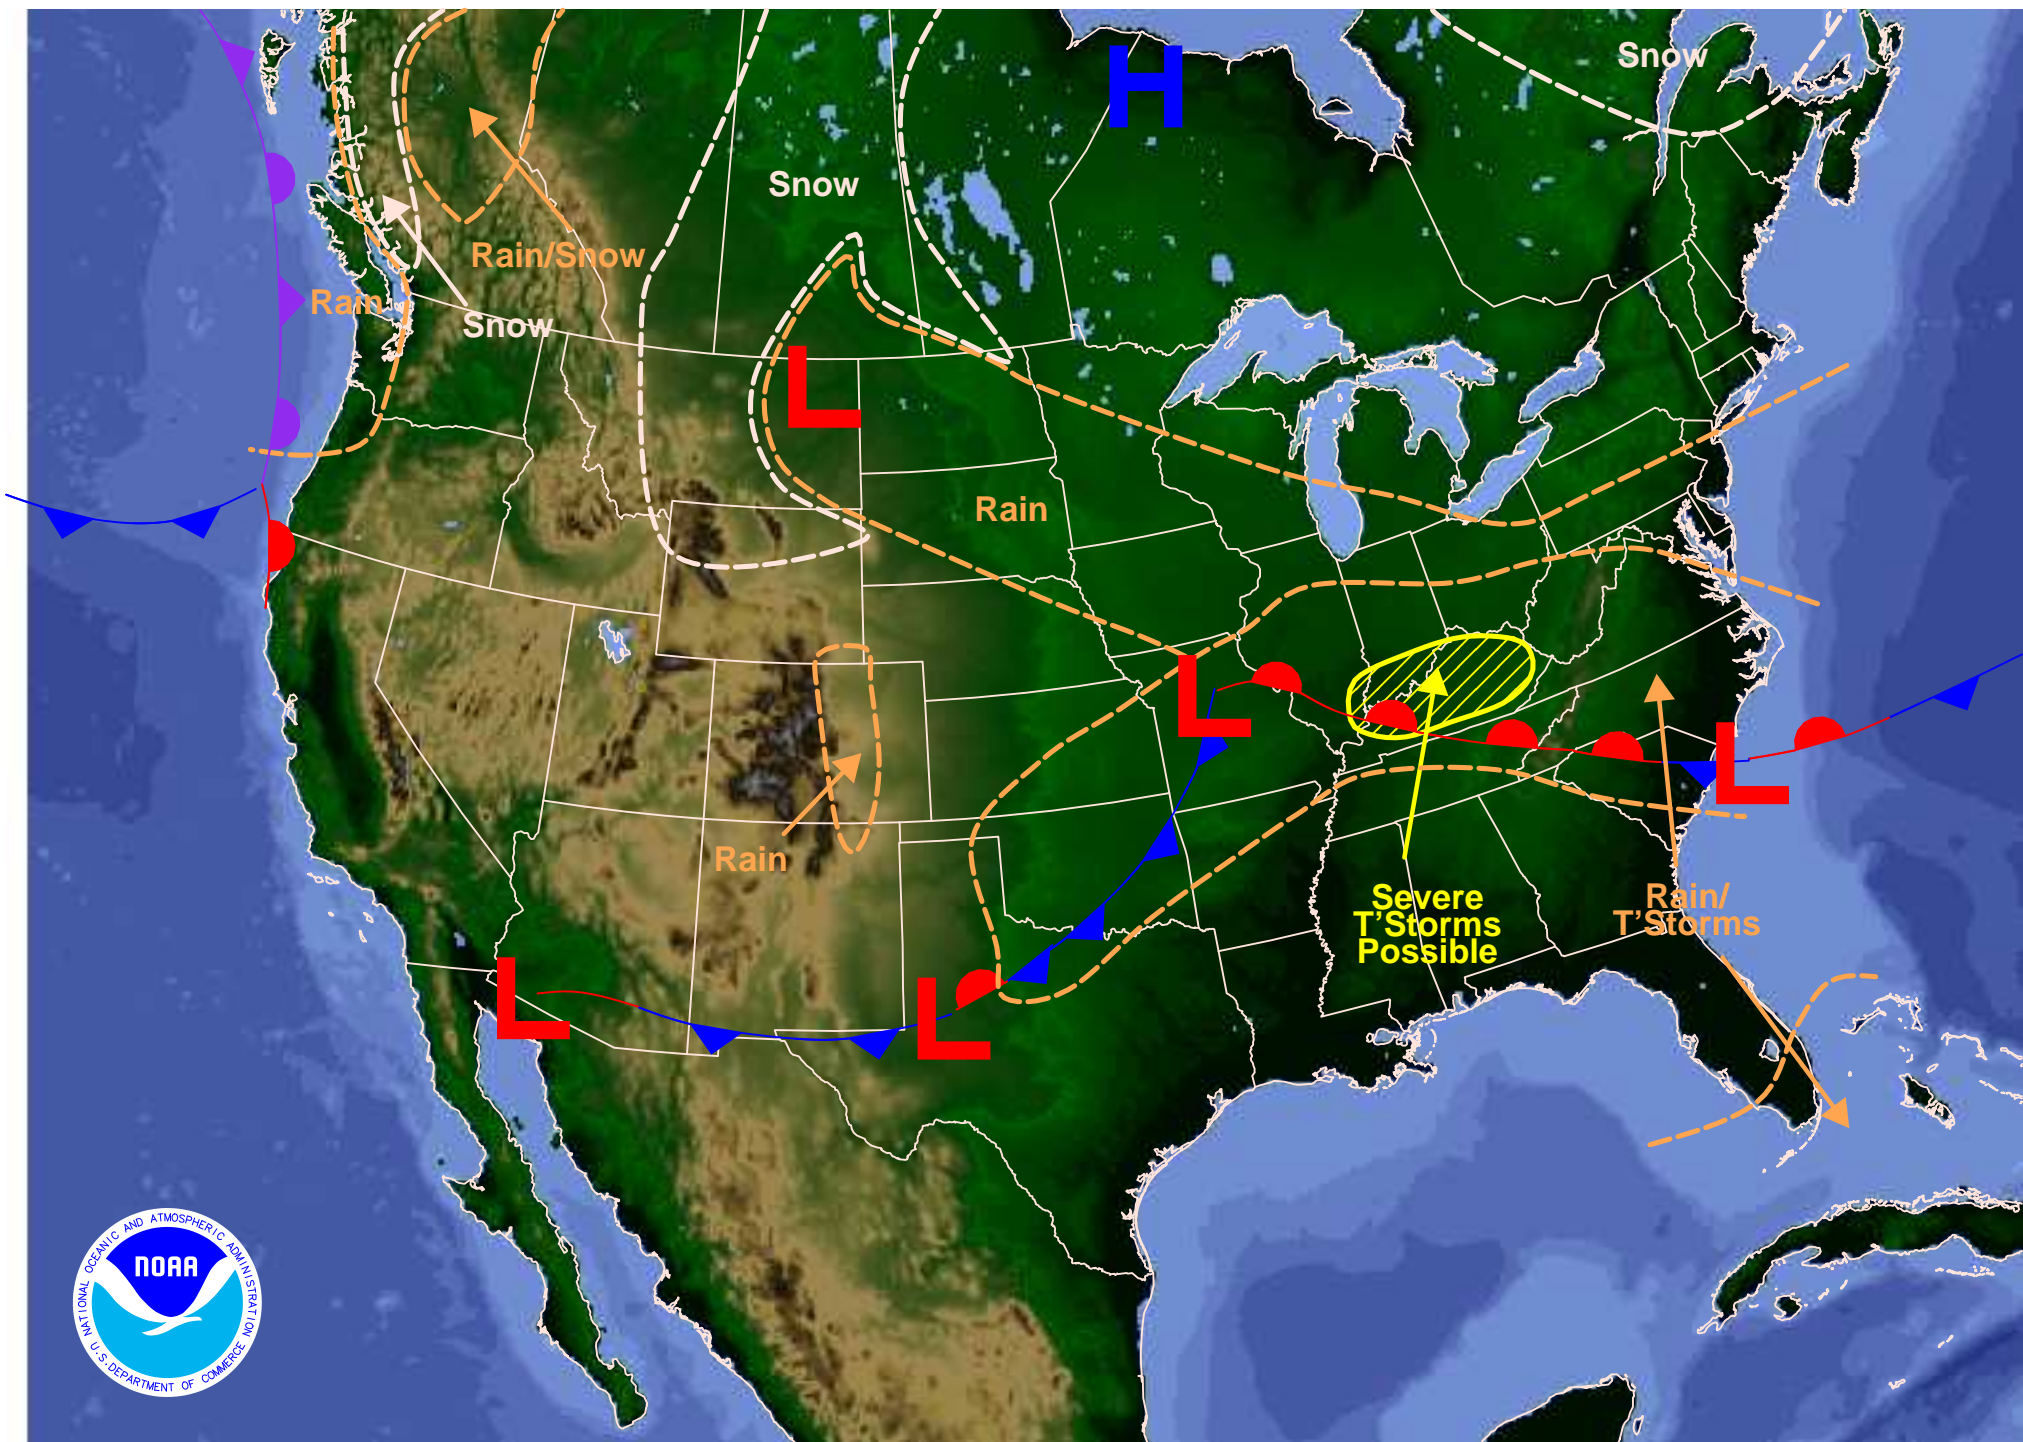 Snow
H
Snow
Rain/Snow
Rain
Snow
L
Rain
L
L
Rain
Severe
T'Storms
Possible
Rain/
T'Storms
L
L
NATIONAL OCEANIC AND ATMOSPHERIC ADMINISTRATION
NOAA
U.S. DEPARTMENT OF COMMERCE